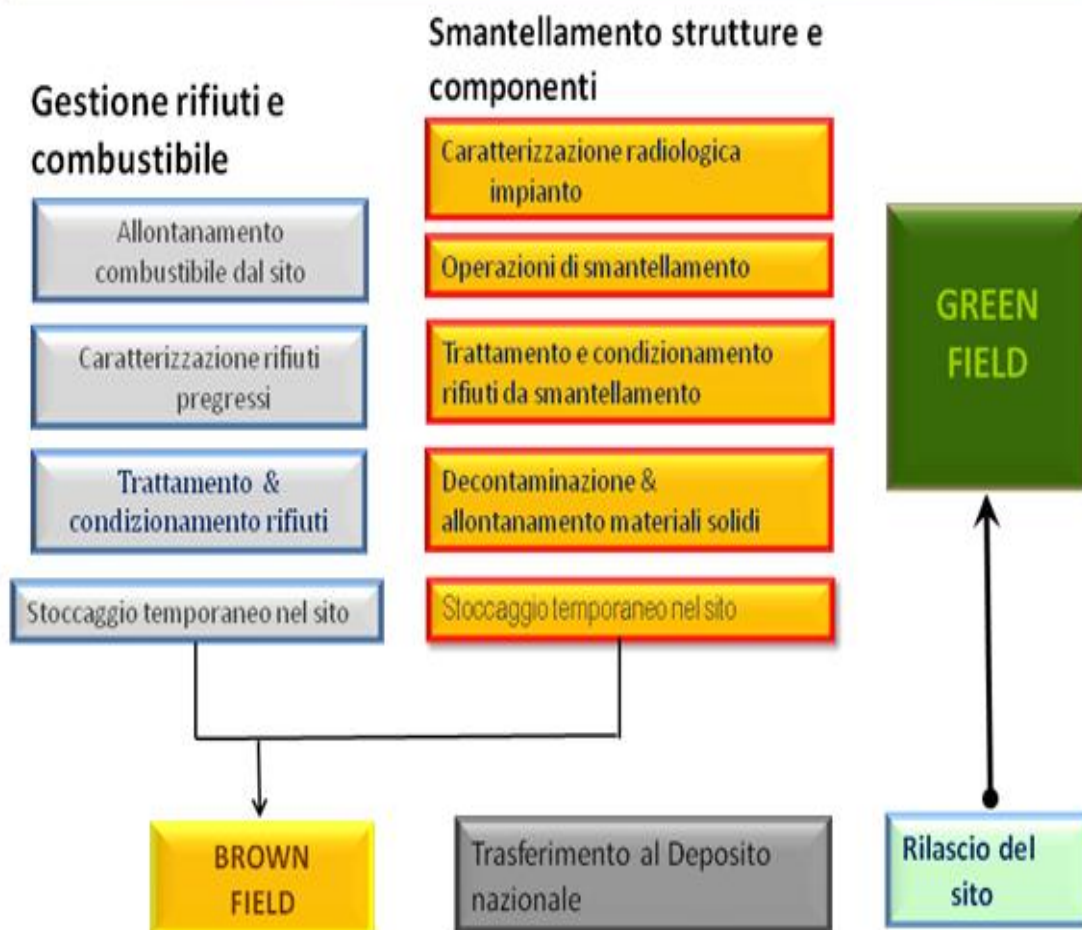 Gestione rifiuti e
combustibile
Allontanamento
combustibile dal sito
Caratterizzazione rifiuti
pregressi
Trattamento &
condizionamento rifiuti
Stoccaggio temporaneo nel sito
Smantellamento strutture e
componenti
Caratterizzazione radiologica
impianto
Operazioni di smantellamento
Trattamento e condizionamento
rifiuti da smantellamento
Decontaminazione &
allontanamento materiali solidi
Stoccaggio temporaneo nel sito
BROWN
FIELD
Trasferimento al Deposito
nazionale
Rilascio del
sito
GREEN
FIELD